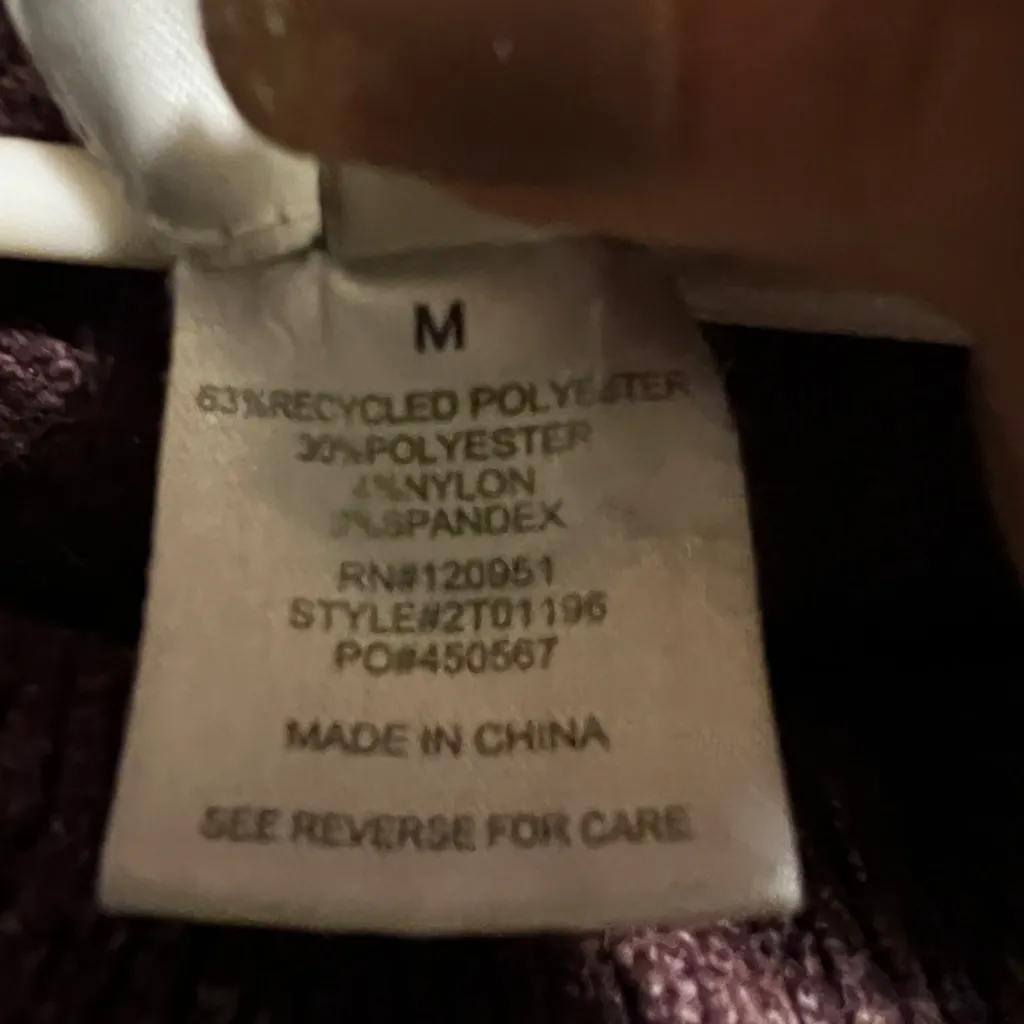 M
63%RECYCLED POLYESTER
30%POLYESTER
4%NYLON
3%SPANDEX
RN#120951
STYLE#2T01196
PO#450567
MADE IN CHINA
SEE REVERSE FOR CARE